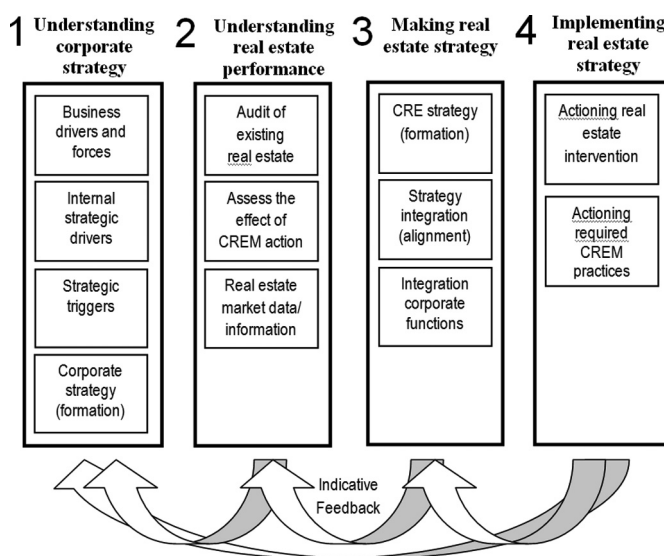 1 Understanding
corporate
strategy
2 Understanding
real estate
performance
3 Making real
estate strategy
4 Implementing
real estate
strategy
Business
drivers and
forces
Internal
strategic
drivers
Strategic
triggers
Corporate
strategy
(formation)
Audit of
existing
real estate
Assess the
effect of
CREM action
Real estate
market data/
information
CRE strategy
(formation)
Strategy
integration
(alignment)
Integration
corporate
functions
Actioning real
estate
intervention
Actioning
required
CREM
practices
Indicative
Feedback